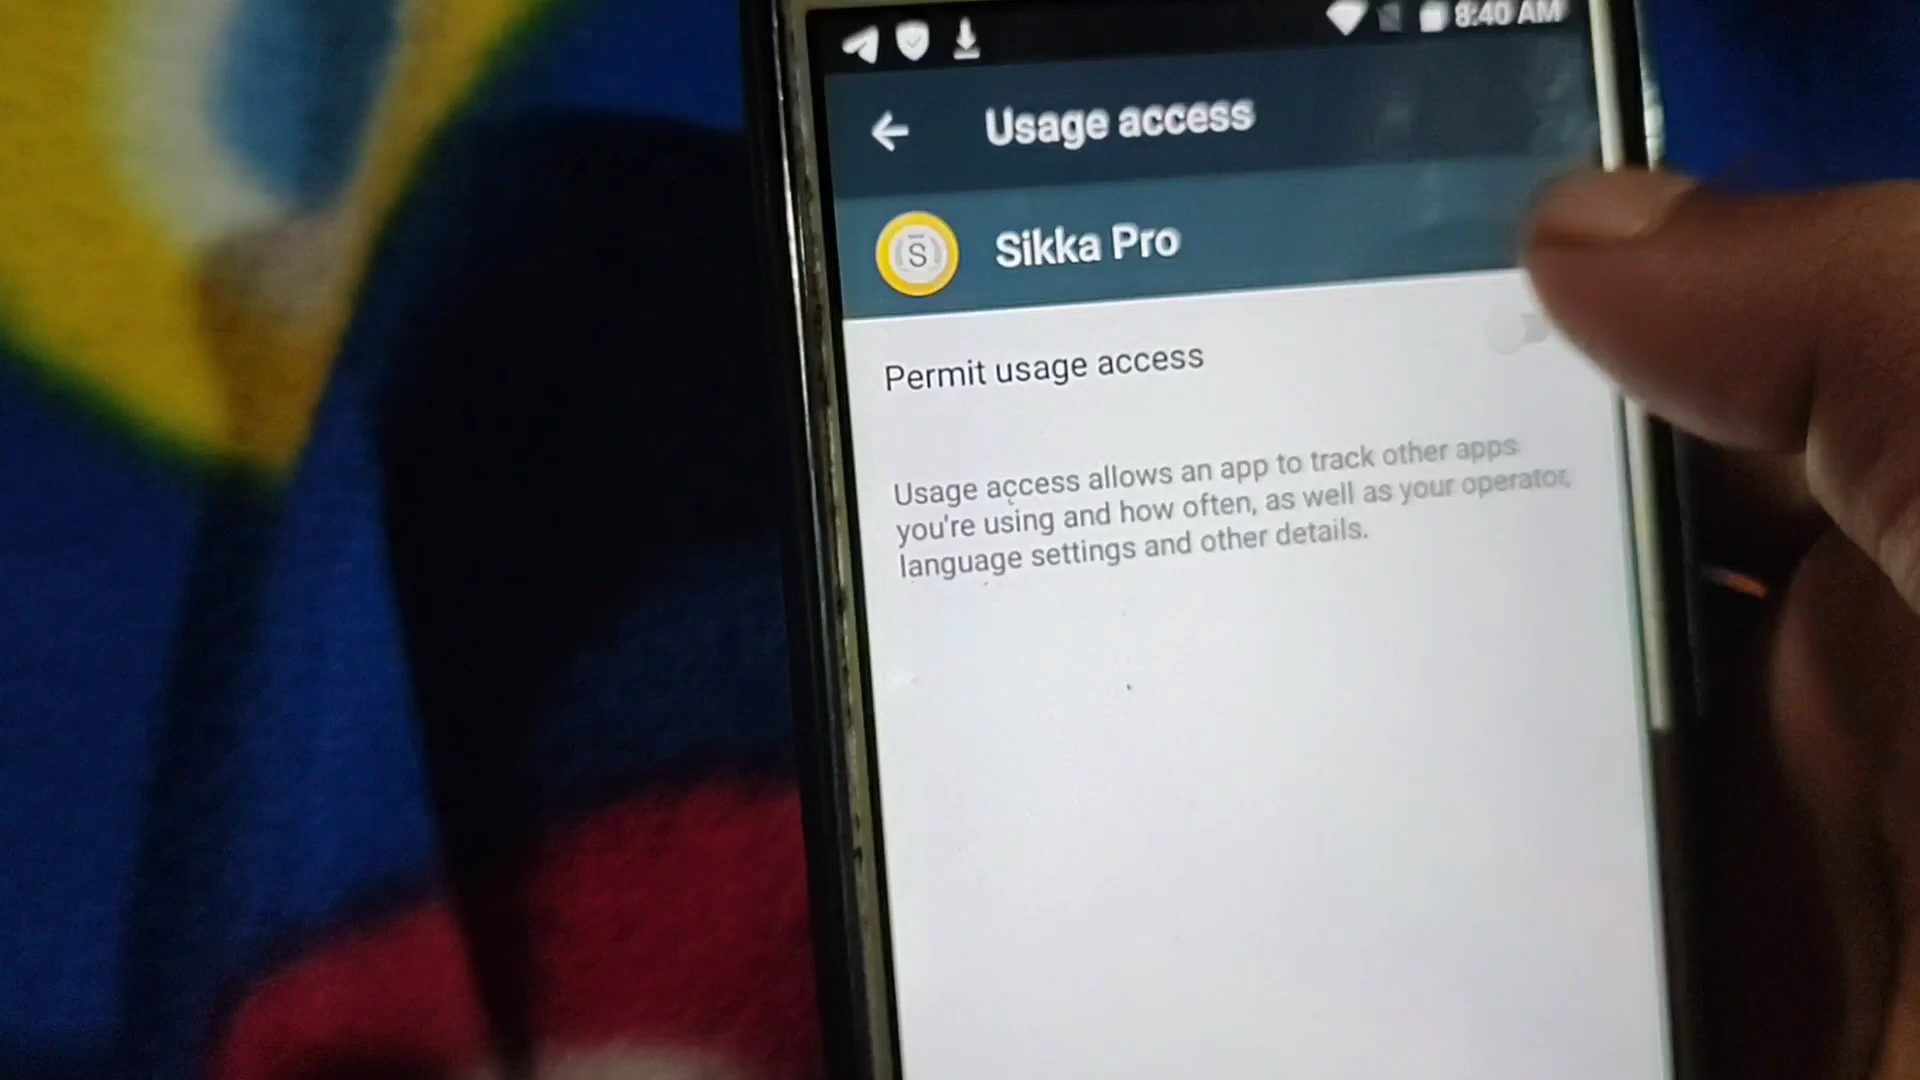 8:40 AM
Usage access
S
Sikka Pro
Permit usage access
Usage access allows an app to track other apps
you're using and how often, as well as your operator,
language settings and other details.